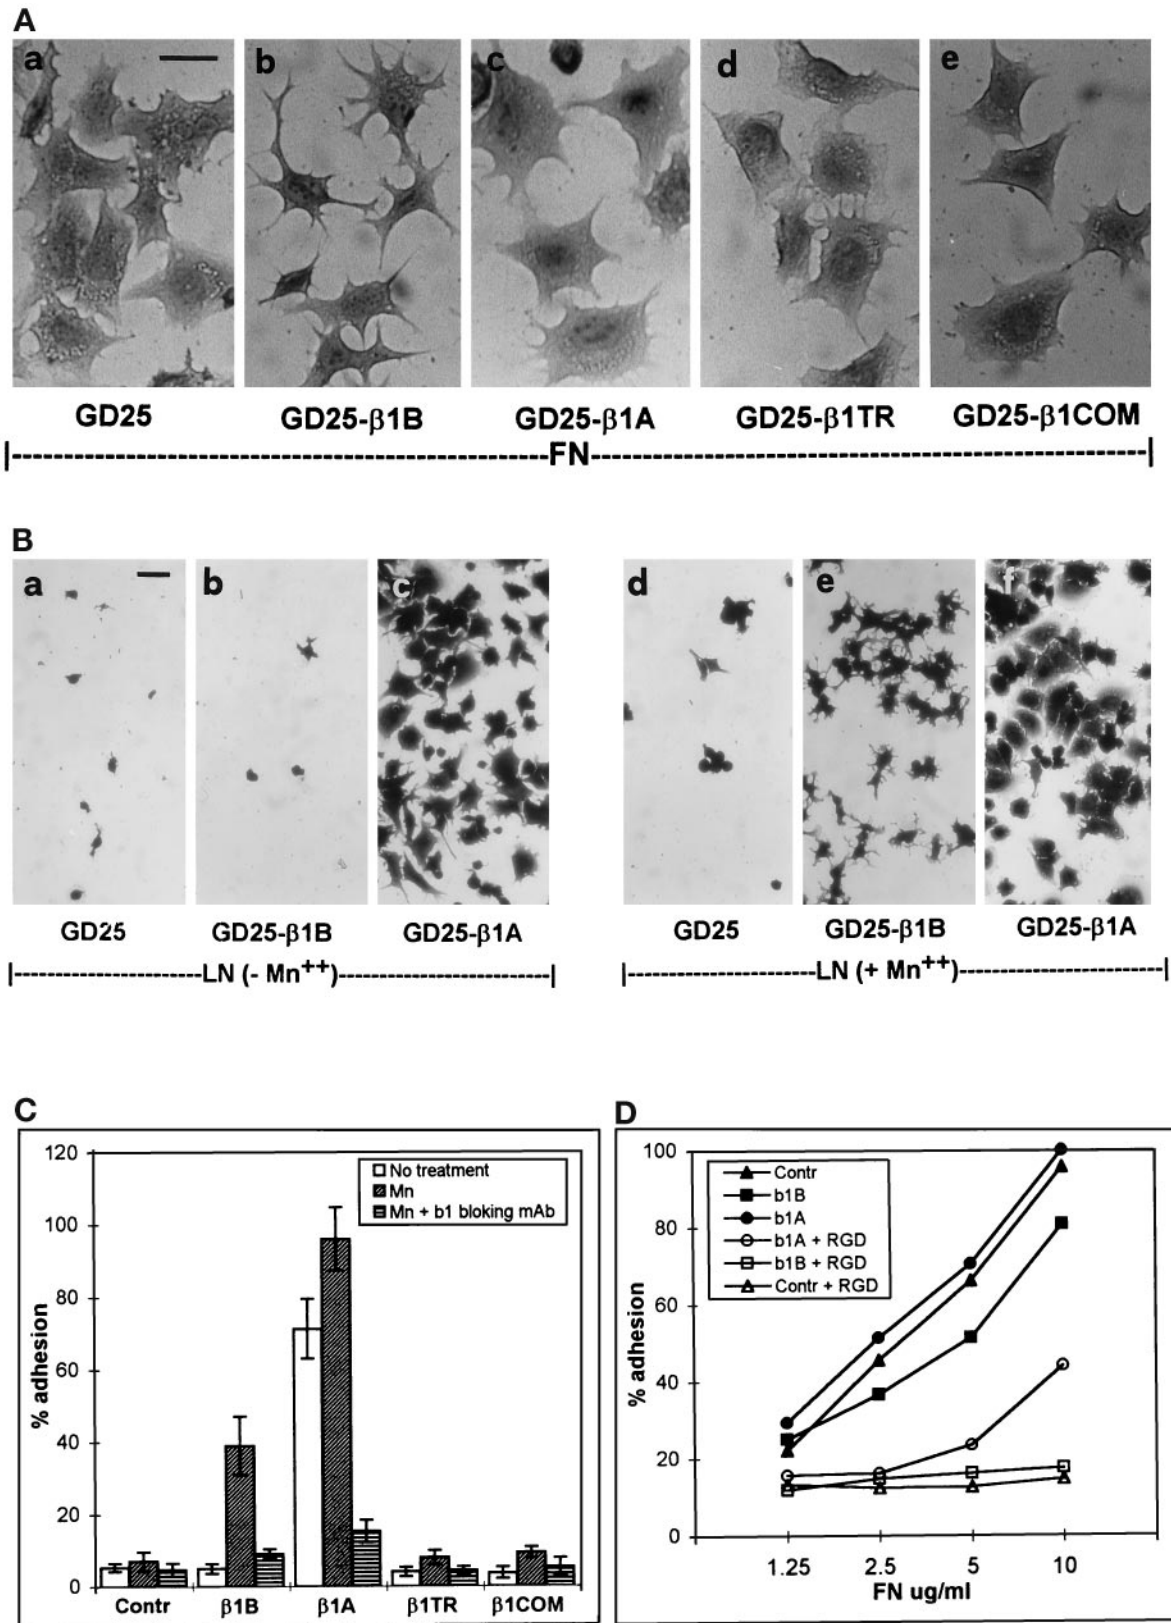 A
a b c d e
GD25 GD25-β1B GD25-β1A GD25-β1TR GD25-β1COM
|----------FN----------|
B
a b c d e f
GD25 GD25-β1B GD25-β1A GD25 GD25-β1B GD25-β1A
|----------LN (- Mn++)----------| |----------LN (+ Mn++)----------|
C
120
100
80
60
40
20
0
% adhesion
No treatment
Mn
Mn + b1 bloking mAb
Contr β1B β1A β1TR β1COM
D
100
80
60
40
20
0
% adhesion
Contr
b1B
b1A
b1A + RGD
b1B + RGD
Contr + RGD
1.25 2.5 5 10
FN ug/ml